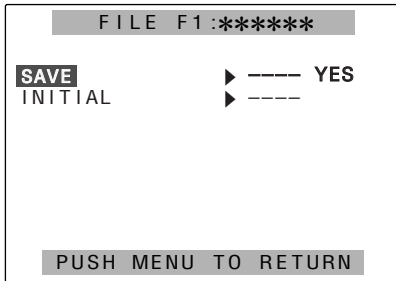 FILE F1:******
SAVE ▶ ---- YES
INITIAL ▶ ----
PUSH MENU TO RETURN